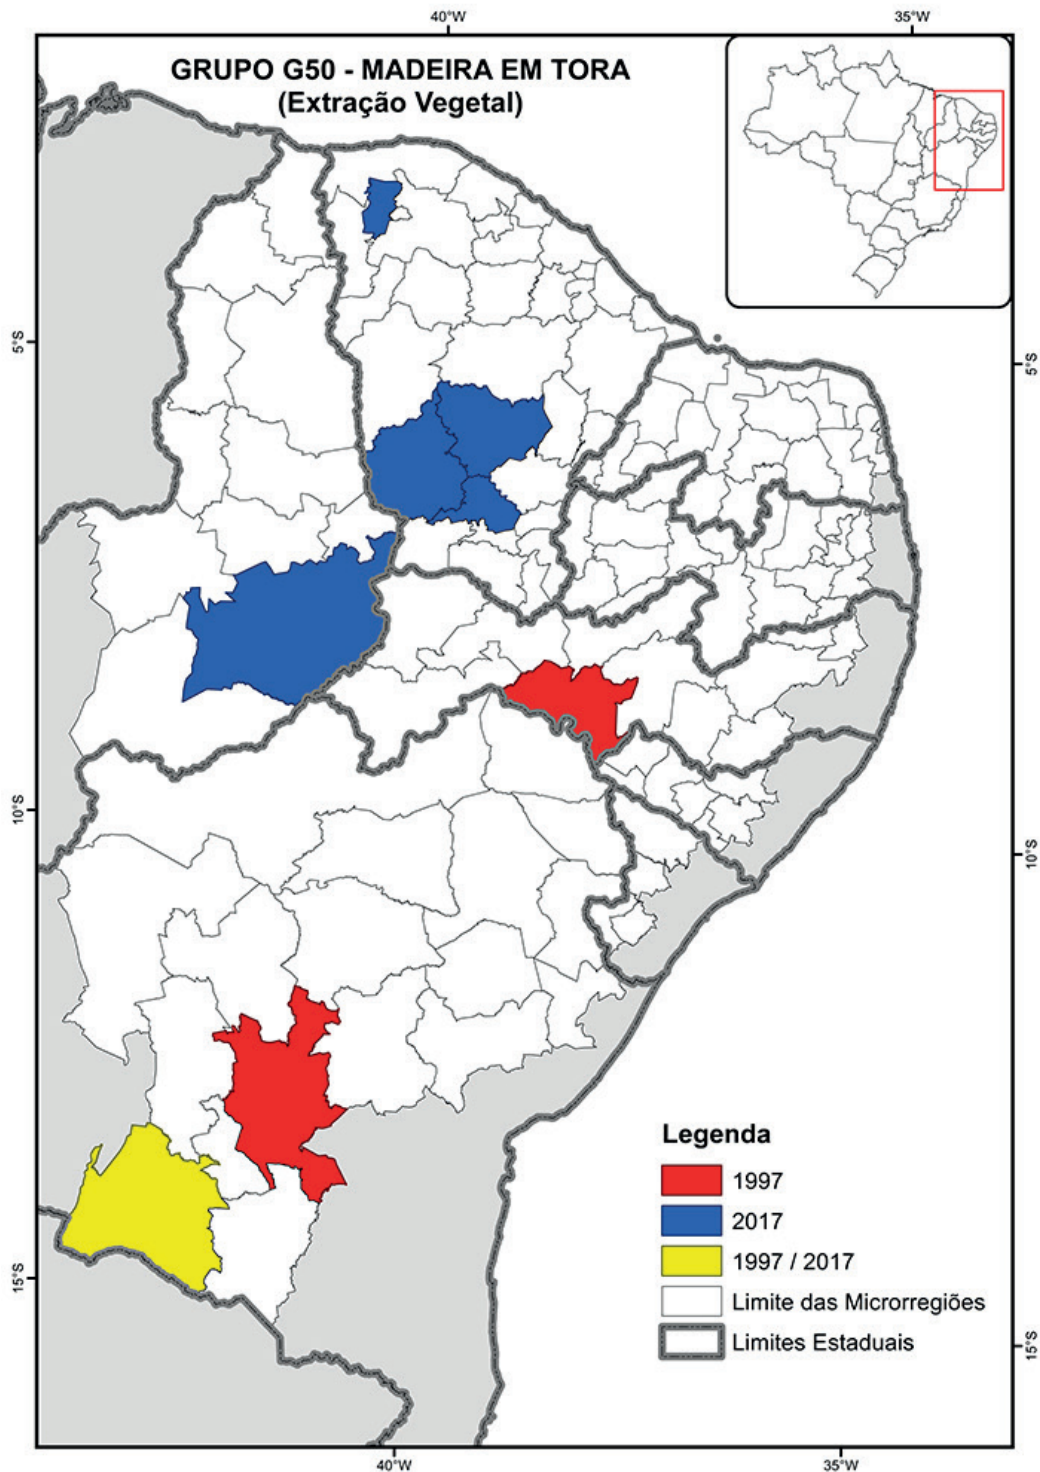 40°W
35°W
GRUPO G50 - MADEIRA EM TORA
(Extração Vegetal)
5°S
5°S
10°S
10°S
Legenda
1997
2017
1997 / 2017
Limite das Microrregiões
Limites Estaduais
15°S
15°S
40°W
35°W